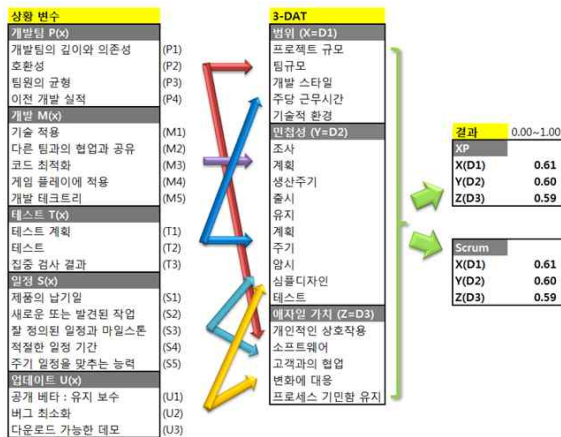 상황 변수
개발팀 P(x)
개발팀의 깊이와 의존성 (P1)
호환성 (P2)
팀원의 균형 (P3)
이전 개발 실적 (P4)
개발 M(x)
기술 적용 (M1)
다른 팀과의 협업과 공유 (M2)
코드 최적화 (M3)
게임 플레이에 적용 (M4)
개발 테크트리 (M5)
테스트 T(x)
테스트 계획 (T1)
테스트 (T2)
집중 검사 결과 (T3)
일정 S(x)
제품의 납기일 (S1)
새로운 또는 발견된 작업 (S2)
잘 정의된 일정과 마일스톤 (S3)
적절한 일정 기간 (S4)
주기 일정을 맞추는 능력 (S5)
업데이트 U(x)
공개 베타 : 유지 보수 (U1)
버그 최소화 (U2)
다운로드 가능한 데모 (U3)
3-DAT
범위 (X=D1)
프로젝트 규모
팀규모
개발 스타일
주당 근무시간
기술적 환경
민첩성 (Y=D2)
조사
계획
생산주기
출시
유지
계획
주기
암시
심플디자인
테스트
애자일 가치 (Z=D3)
개인적인 상호작용
소프트웨어
고객과의 협업
변화에 대응
프로세스 기민함 유지
결과 0.00~1.00
XP
X(D1) 0.61
Y(D2) 0.60
Z(D3) 0.59
Scrum
X(D1) 0.61
Y(D2) 0.60
Z(D3) 0.59